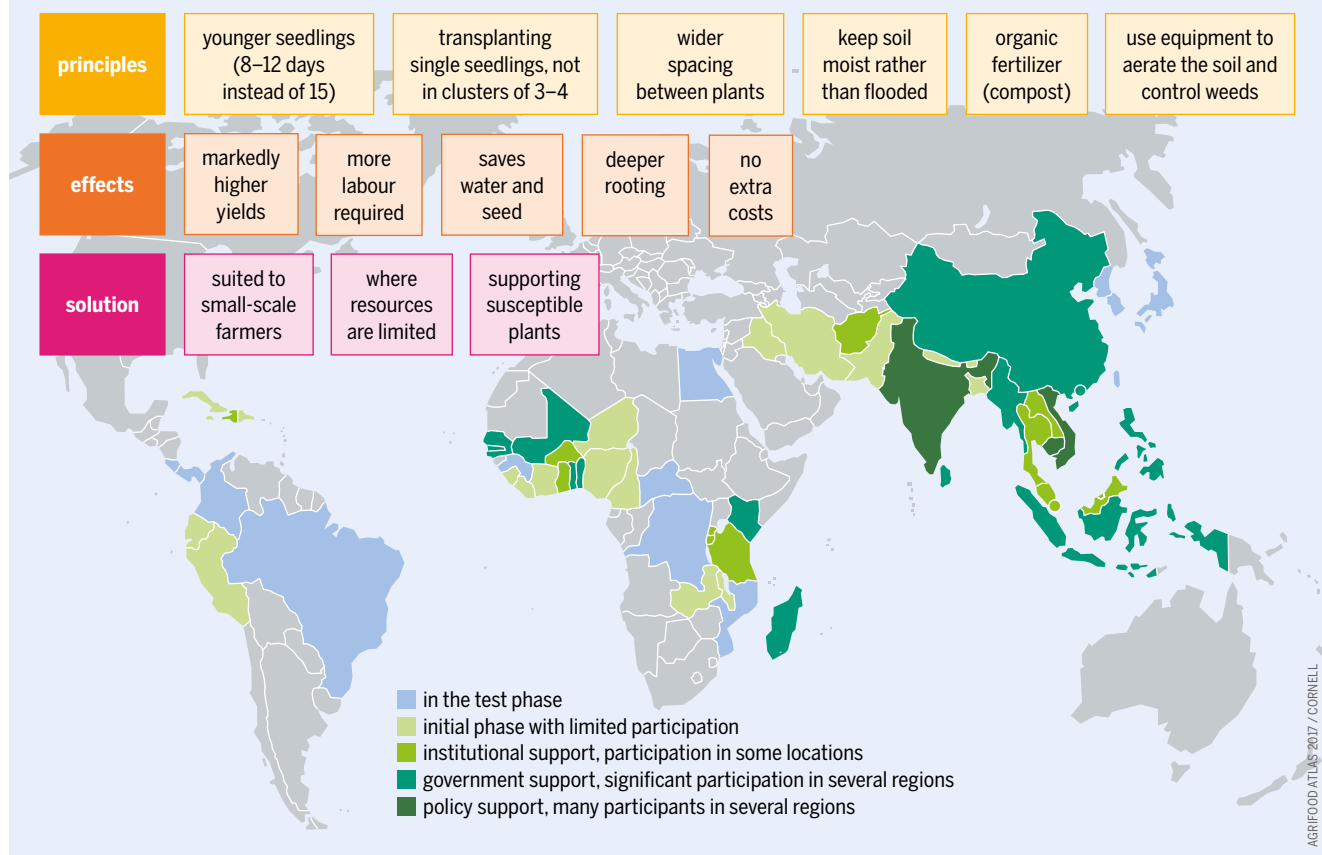 principles
younger seedlings
(8–12 days
instead of 15)
transplanting
single seedlings, not
in clusters of 3–4
wider
spacing
between plants
keep soil
moist rather
than flooded
organic
fertilizer
(compost)
use equipment to
aerate the soil and
control weeds
effects
markedly
higher
yields
more
labour
required
saves
water and
seed
deeper
rooting
no
extra
costs
solution
suited to
small-scale
farmers
where
resources
are limited
supporting
susceptible
plants
in the test phase
initial phase with limited participation
institutional support, participation in some locations
government support, significant participation in several regions
policy support, many participants in several regions
AGRIFOOD ATLAS 2017 / CORNELL